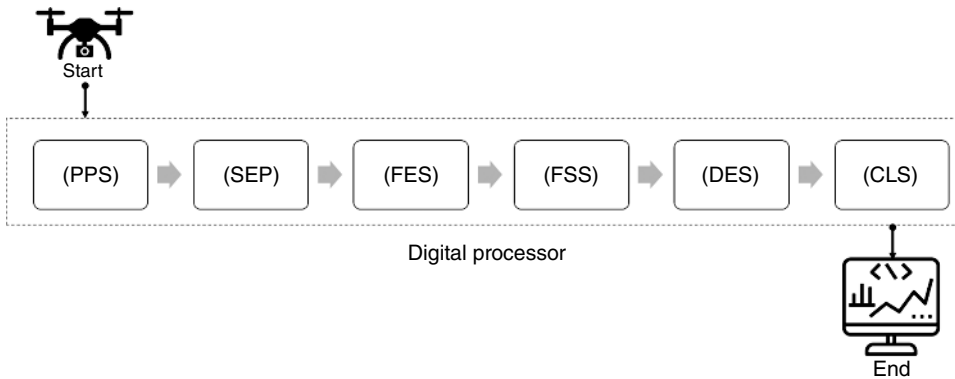 Start
(PPS) (SEP) (FES) (FSS) (DES) (CLS)
Digital processor
End